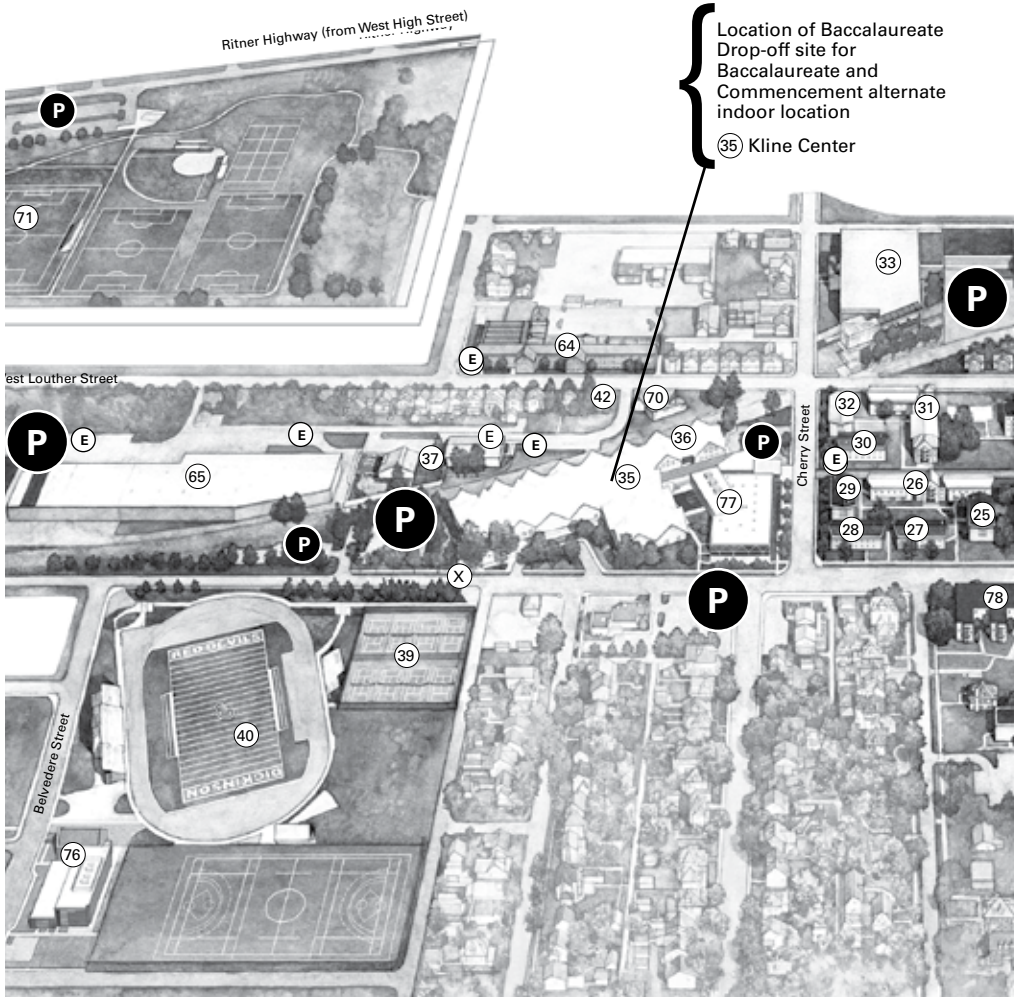 Ritner Highway (from West High Street)
Location of Baccalaureate
Drop-off site for
Baccalaureate and
Commencement alternate
indoor location
35 Kline Center
P
71
33
P
64
E
est Louther Street
42
70
32
31
P
E
E
E
E
37
36
P
30
E
65
35
77
29
26
25
P
28
27
P
X
P
78
RED DEVILS
39
40
DICKINSON
Belvedere Street
Cherry Street
76